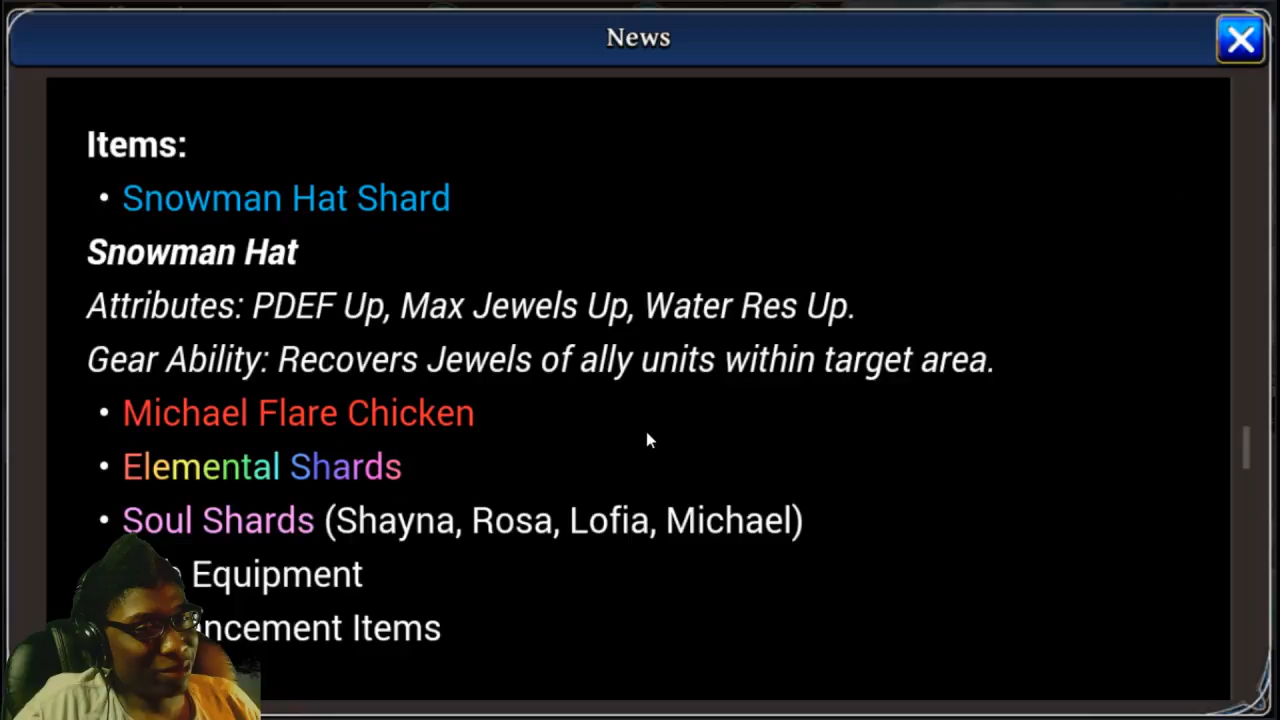 News
Items:
• Snowman Hat Shard
Snowman Hat
Attributes: PDEF Up, Max Jewels Up, Water Res Up.
Gear Ability: Recovers Jewels of ally units within target area.
• Michael Flare Chicken
• Elemental Shards
• Soul Shards (Shayna, Rosa, Lofia, Michael)
Equipment
ncement Items